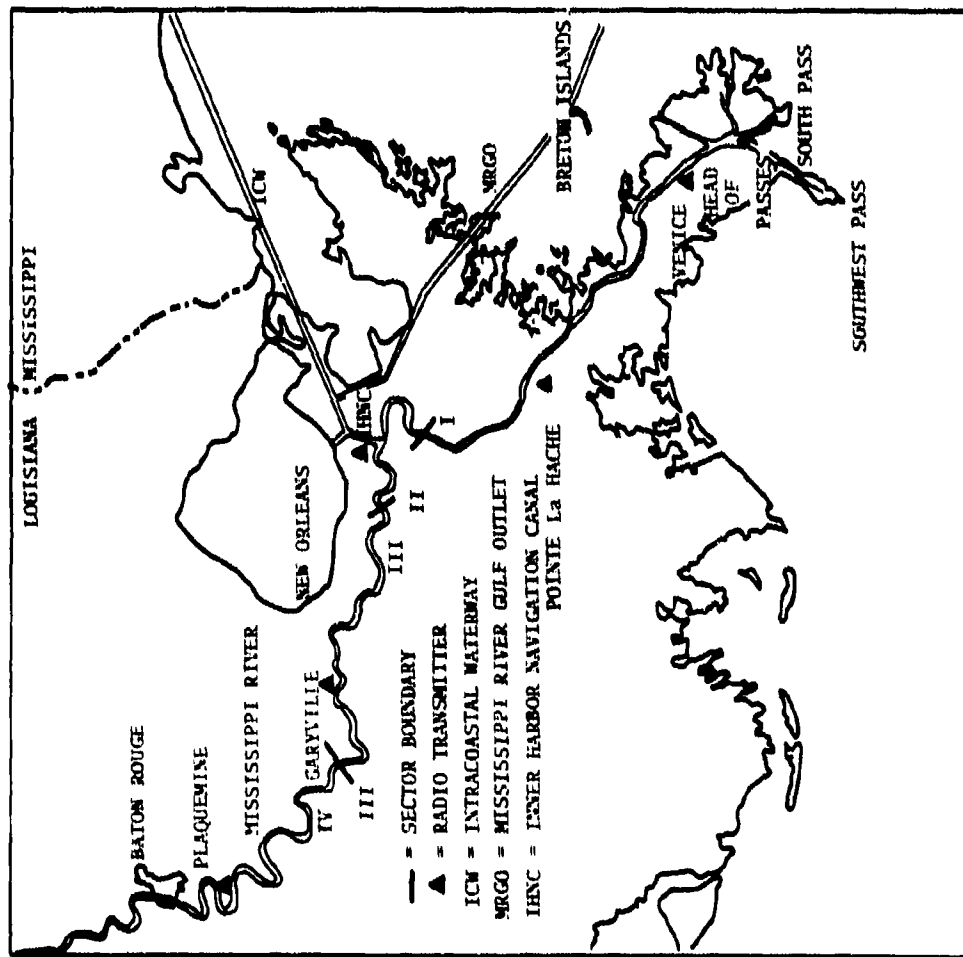 LOUISIANA
MISSISSIPPI
ICW
BATON ROUGE
PLAQUEMINE
MISSISSIPPI RIVER
NEW ORLEANS
IHNC
GARYVILLE
IV
III
III
II
I
MRGO
BRETON ISLANDS
— = SECTOR BOUNDARY
▲ = RADIO TRANSMITTER
ICW = INTRACOASTAL WATERWAY
MRGO = MISSISSIPPI RIVER GULF OUTLET
IHNC = INNER HARBOR NAVIGATION CANAL
POINTE La HACHE
VENICE
HEAD
OF
PASSES
SOUTH PASS
SOUTHWEST PASS